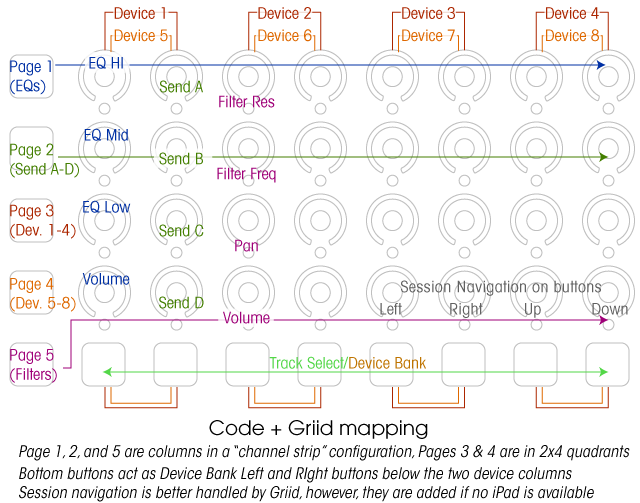 Device 1 Device 2 Device 3 Device 4
Device 5 Device 6 Device 7 Device 8
Page 1
(EQs)
EQ HI
Send A
Filter Res
EQ Mid
Page 2
(Send A-D)
Send B
Filter Freq
Page 3
(Dev. 1-4)
EQ Low
Send C
Pan
Page 4
(Dev. 5-8)
Volume
Send D
Session Navigation on buttons
Left Right Up Down
Volume
Page 5
(Filters)
Track Select/Device Bank
Code + Griid mapping
Page 1, 2, and 5 are columns in a "channel strip" configuration, Pages 3 & 4 are in 2x4 quadrants
Bottom buttons act as Device Bank Left and RIght buttons below the two device columns
Session navigation is better handled by Griid, however, they are added if no iPad is available